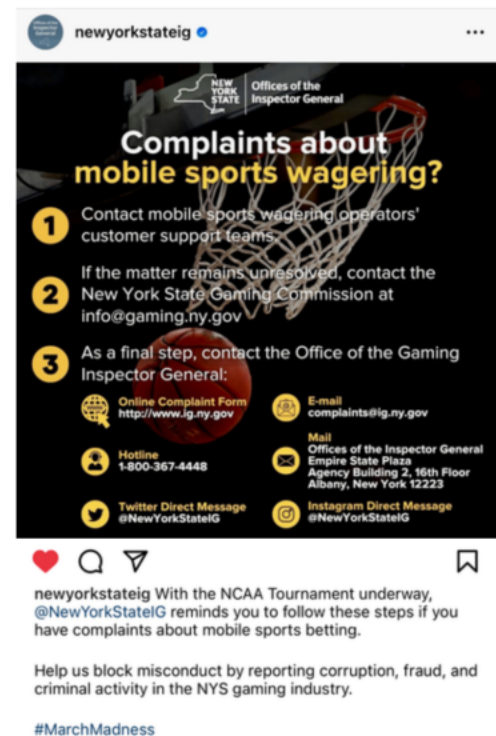 Offices of the
Inspector General
newyorkstateig
NEW
YORK
STATE
Offices of the
Inspector General
Complaints about
mobile sports wagering?
1
Contact mobile sports wagering operators'
customer support teams.
2
If the matter remains unresolved, contact the
New York State Gaming Commission at
info@gaming.ny.gov
3
As a final step, contact the Office of the Gaming
Inspector General:
Online Complaint Form
http://www.ig.ny.gov
E-mail
complaints@ig.ny.gov
Hotline
1-800-367-4448
Mail
Offices of the Inspector General
Empire State Plaza
Agency Building 2, 16th Floor
Albany, New York 12223
Twitter Direct Message
@NewYorkStateIG
Instagram Direct Message
@NewYorkStateIG
newyorkstateig With the NCAA Tournament underway,
@NewYorkStateIG reminds you to follow these steps if you
have complaints about mobile sports betting.
Help us block misconduct by reporting corruption, fraud, and
criminal activity in the NYS gaming industry.
#MarchMadness